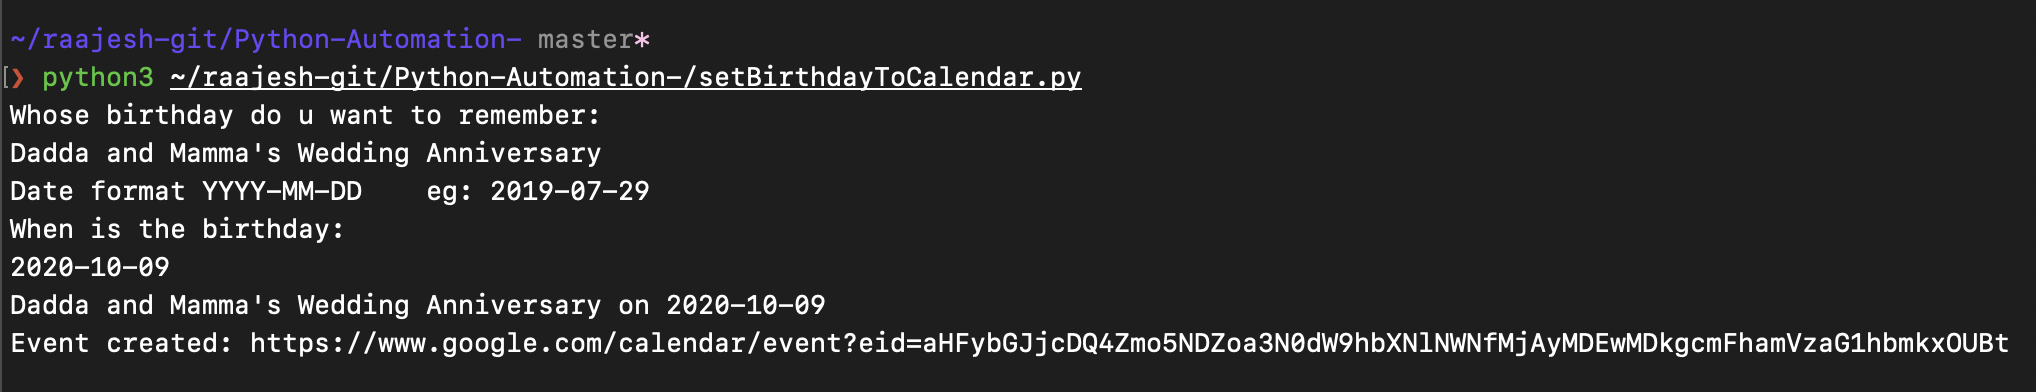 ~/raajesh-git/Python-Automation- master*
[❯ python3 ~/raajesh-git/Python-Automation-/setBirthdayToCalendar.py
Whose birthday do u want to remember:
Dadda and Mamma's Wedding Anniversary
Date format YYYY-MM-DD    eg: 2019-07-29
When is the birthday:
2020-10-09
Dadda and Mamma's Wedding Anniversary on 2020-10-09
Event created: https://www.google.com/calendar/event?eid=aHFybGJjcDQ4Zmo5NDZoa3N0dW9hbXNlNWNfMjAyMDEwMDkgcmFhamVzaG1hbmkxOUBt